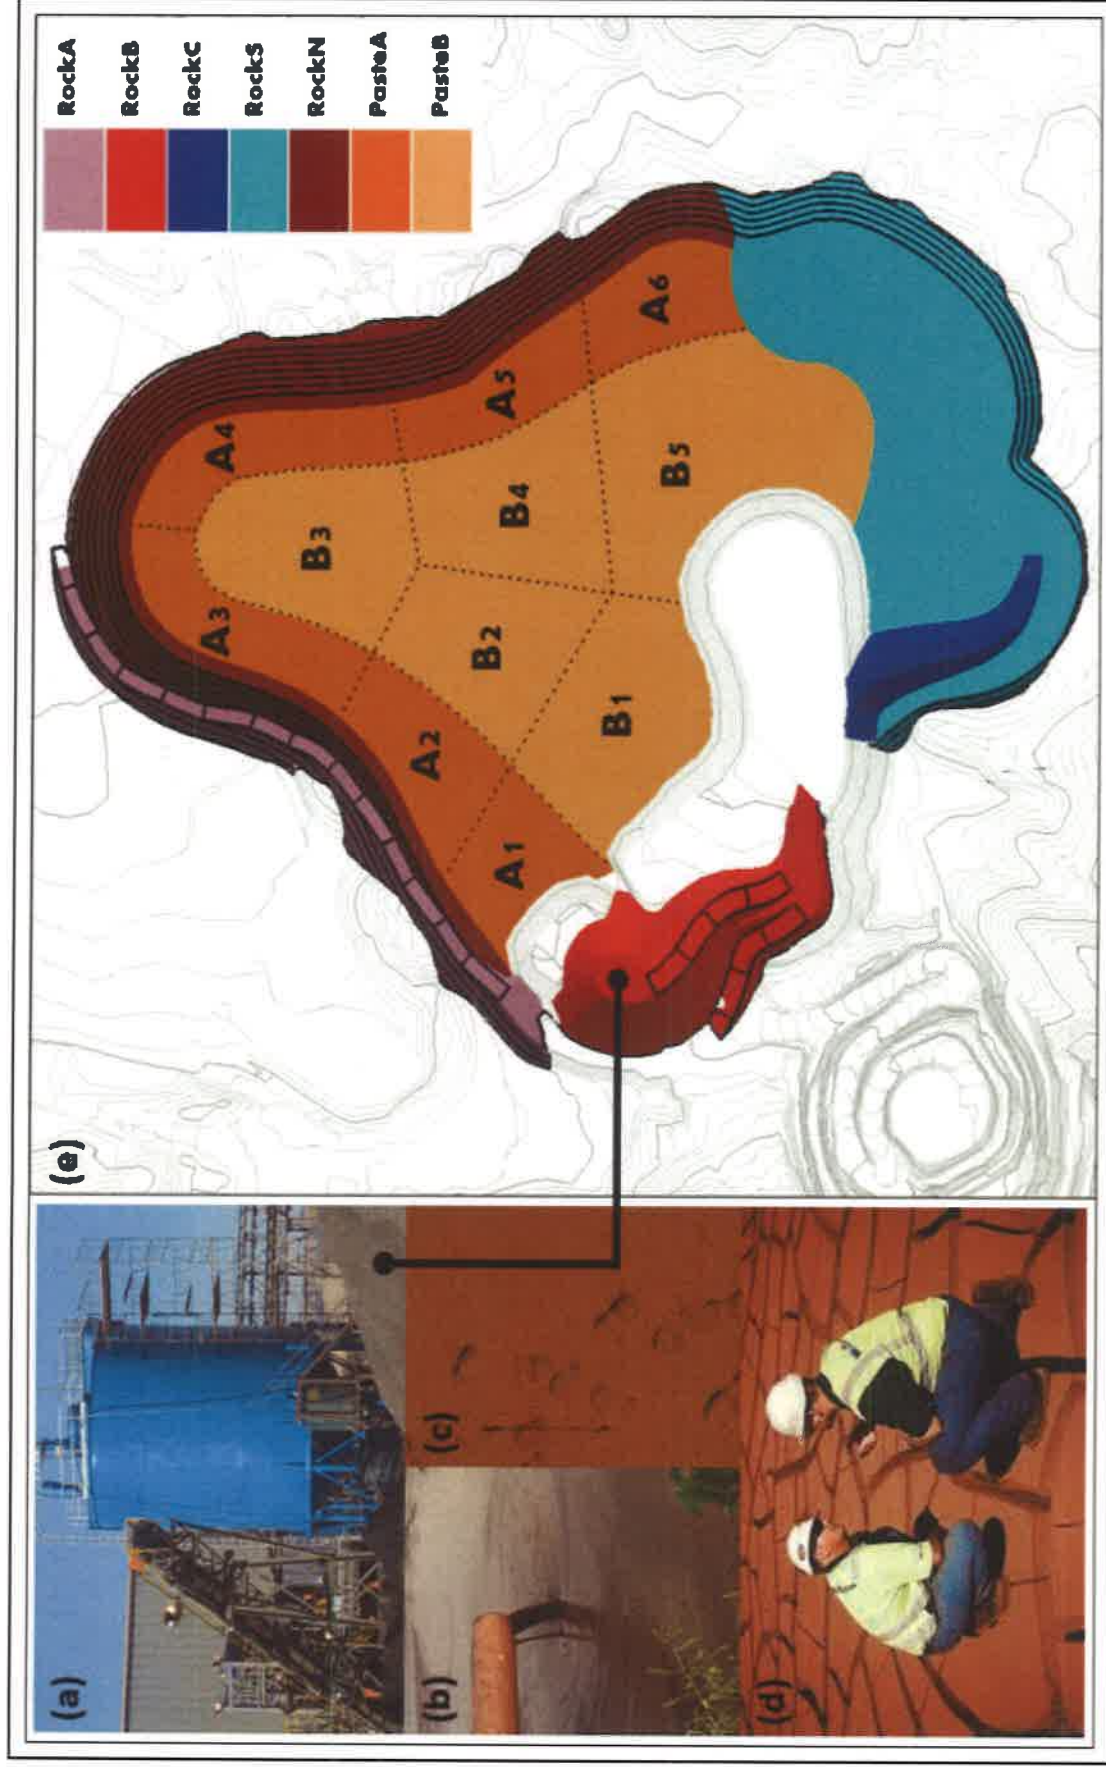 (a)
(b)
(c)
(d)
(e)
RockA
RockB
RockC
RockS
RockN
PasteA
PasteB
A1
A2
A3
A4
A5
A6
B1
B2
B3
B4
B5